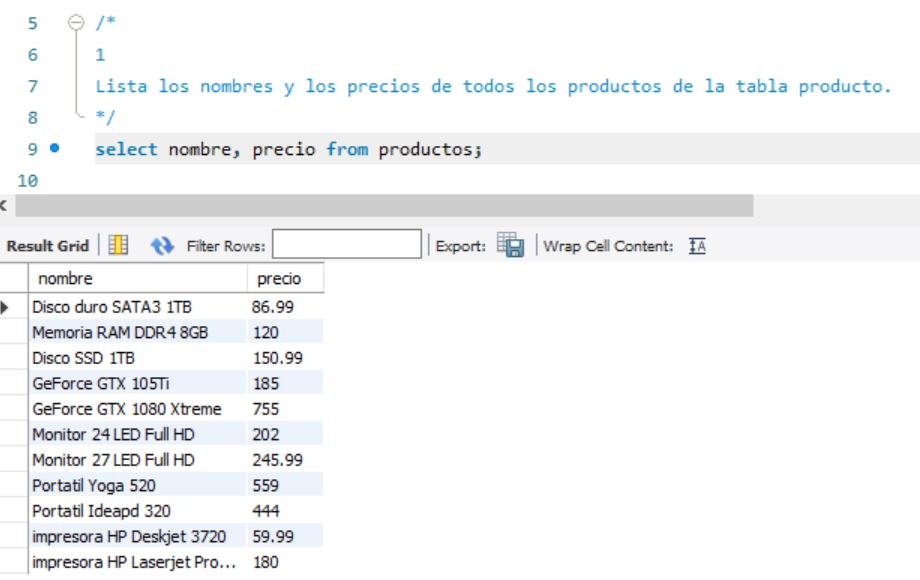 5 /*
6 1
7 Lista los nombres y los precios de todos los productos de la tabla producto.
8 */
9 select nombre, precio from productos;
10
Result Grid Filter Rows: Export: Wrap Cell Content: IA
nombre precio
Disco duro SATA3 1TB 86.99
Memoria RAM DDR4 8GB 120
Disco SSD 1TB 150.99
GeForce GTX 105Ti 185
GeForce GTX 1080 Xtreme 755
Monitor 24 LED Full HD 202
Monitor 27 LED Full HD 245.99
Portatil Yoga 520 559
Portatil Ideapd 320 444
impresora HP Deskjet 3720 59.99
impresora HP Laserjet Pro... 180